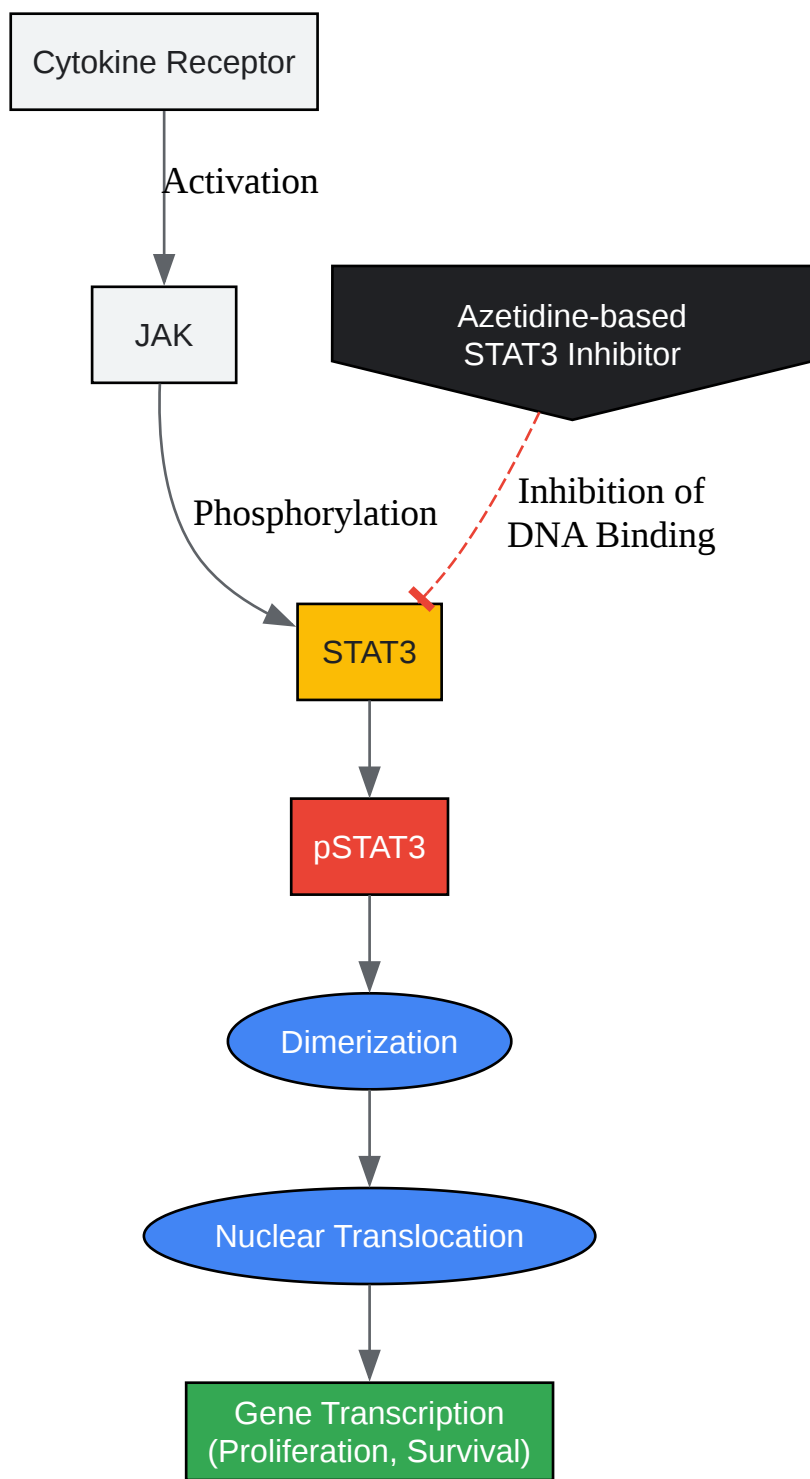 Cytokine Receptor
Activation
JAK
Azetidine-based
STAT3 Inhibitor
Phosphorylation
Inhibition of
DNA Binding
STAT3
pSTAT3
Dimerization
Nuclear Translocation
Gene Transcription
(Proliferation, Survival)